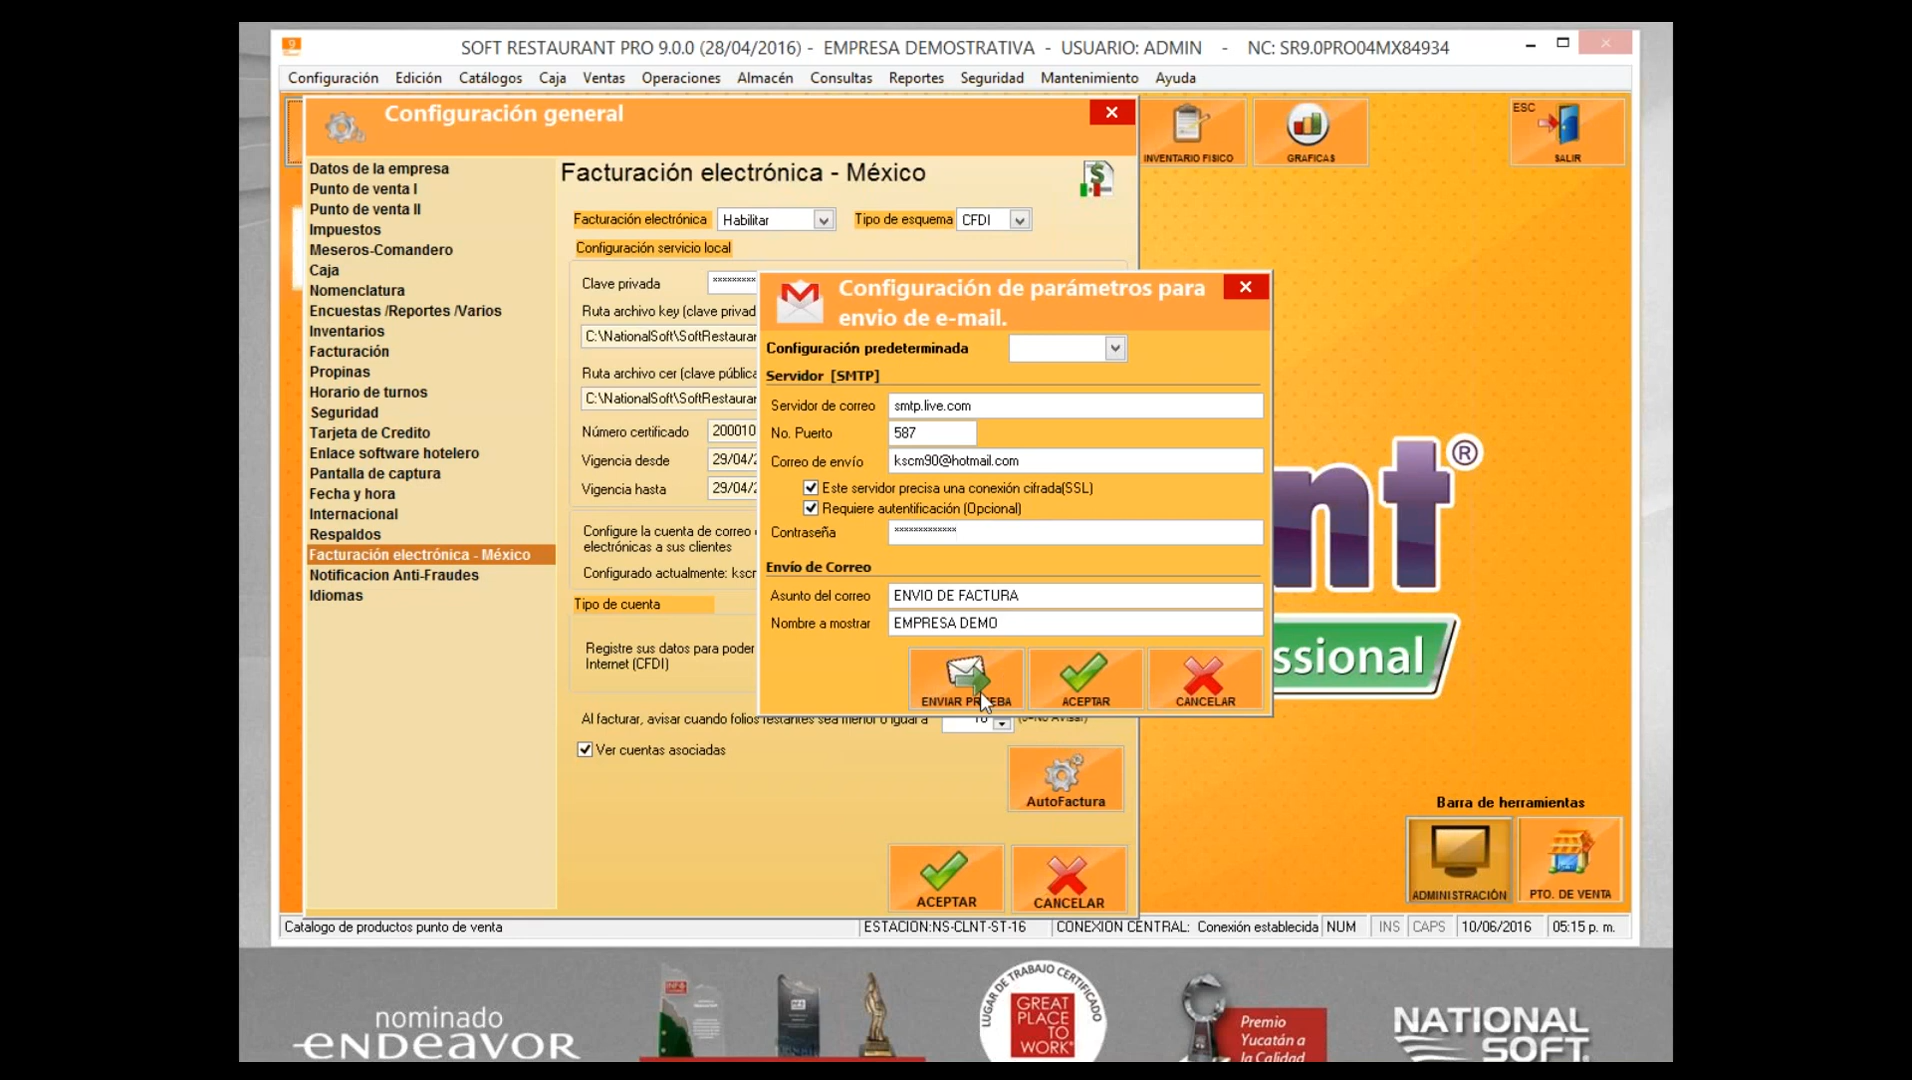 SOFT RESTAURANT PRO 9.0.0 (28/04/2016) - EMPRESA DEMOSTRATIVA - USUARIO: ADMIN - NC: SR9.0PRO04MX84934
Configuración Edición Catálogos Caja Ventas Operaciones Almacén Consultas Reportes Seguridad Mantenimiento Ayuda
Configuración general
INVENTARIO FISICO
GRAFICAS
ESC
SALIR
Datos de la empresa
Punto de venta I
Punto de venta II
Impuestos
Meseros-Comandero
Caja
Nomenclatura
Encuestas /Reportes /Varios
Inventarios
Facturación
Propinas
Horario de turnos
Seguridad
Tarjeta de Credito
Enlace software hotelero
Pantalla de captura
Fecha y hora
Internacional
Respaldos
Facturación electrónica - México
Notificacion Anti-Fraudes
Idiomas
Facturación electrónica - México
Facturación electrónica Habilitar Tipo de esquema CFDI
Configuración servicio local
Clave privada ×××××××××
Ruta archivo key (clave privad
C:\NationalSoft\SoftRestauran
Ruta archivo cer (clave pública
C:\NationalSoft\SoftRestauran
Número certificado 200010
Vigencia desde 29/04/2
Vigencia hasta 29/04/2
Configure la cuenta de correo
electrónicas a sus clientes
Configurado actualmente: kscr
Tipo de cuenta
Registre sus datos para poder
Internet (CFDI)
Al facturar, avisar cuando folios restantes sea menor o igual a 10
Ver cuentas asociadas
AutoFactura
ACEPTAR
CANCELAR
Configuración de parámetros para
envio de e-mail.
Configuración predeterminada
Servidor [SMTP]
Servidor de correo smtp.live.com
No. Puerto 587
Correo de envío kscm90@hotmail.com
Este servidor precisa una conexión cifrada(SSL)
Requiere autentificación (Opcional)
Contraseña ×××××××××××××
Envío de Correo
Asunto del correo ENVIO DE FACTURA
Nombre a mostrar EMPRESA DEMO
ENVIAR PRUEBA
ACEPTAR
CANCELAR
nt ®
ssional
Barra de herramientas
ADMINISTRACIÓN
PTO. DE VENTA
Catalogo de productos punto de venta ESTACION:NS-CLNT-ST-16 CONEXION CENTRAL: Conexión establecida NUM INS CAPS 10/06/2016 05:15 p. m.
nominado
eNDeavOR
LUGAR DE TRABAJO CERTIFICADO
GREAT
PLACE
TO
WORK®
Premio
Yucatán a
la Calidad
NATIONAL
SOFT®